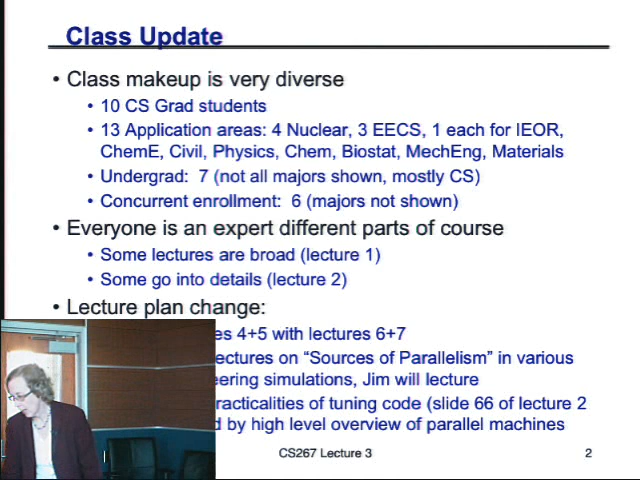 Class Update
• Class makeup is very diverse
• 10 CS Grad students
• 13 Application areas: 4 Nuclear, 3 EECS, 1 each for IEOR,
ChemE, Civil, Physics, Chem, Biostat, MechEng, Materials
• Undergrad: 7 (not all majors shown, mostly CS)
• Concurrent enrollment: 6 (majors not shown)
• Everyone is an expert different parts of course
• Some lectures are broad (lecture 1)
• Some go into details (lecture 2)
• Lecture plan change:
es 4+5 with lectures 6+7
ectures on "Sources of Parallelism" in various
eering simulations, Jim will lecture
racticalities of tuning code (slide 66 of lecture 2
d by high level overview of parallel machines
CS267 Lecture 3
2